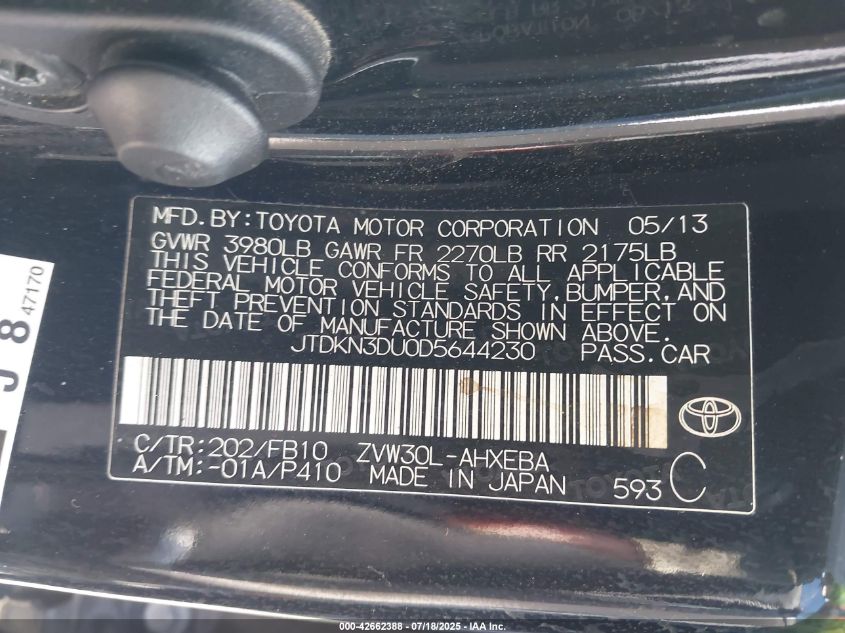 MFD. BY: TOYOTA MOTOR CORPORATION 05/13
GVWR 3980LB GAWR FR 2270LB RR 2175LB
THIS VEHICLE CONFORMS TO ALL APPLICABLE
FEDERAL MOTOR VEHICLE SAFETY, BUMPER, AND
THEFT PREVENTION STANDARDS IN EFFECT ON
THE DATE OF MANUFACTURE SHOWN ABOVE.
JTDKN3DU0D5644230 PASS. CAR
C/TR: 202/FB10 ZVW30L-AHXEBA
A/TM: -01A/P410 MADE IN JAPAN 593 C
J 8 47170
000-42662388 - 07/18/2025 - IAA Inc.